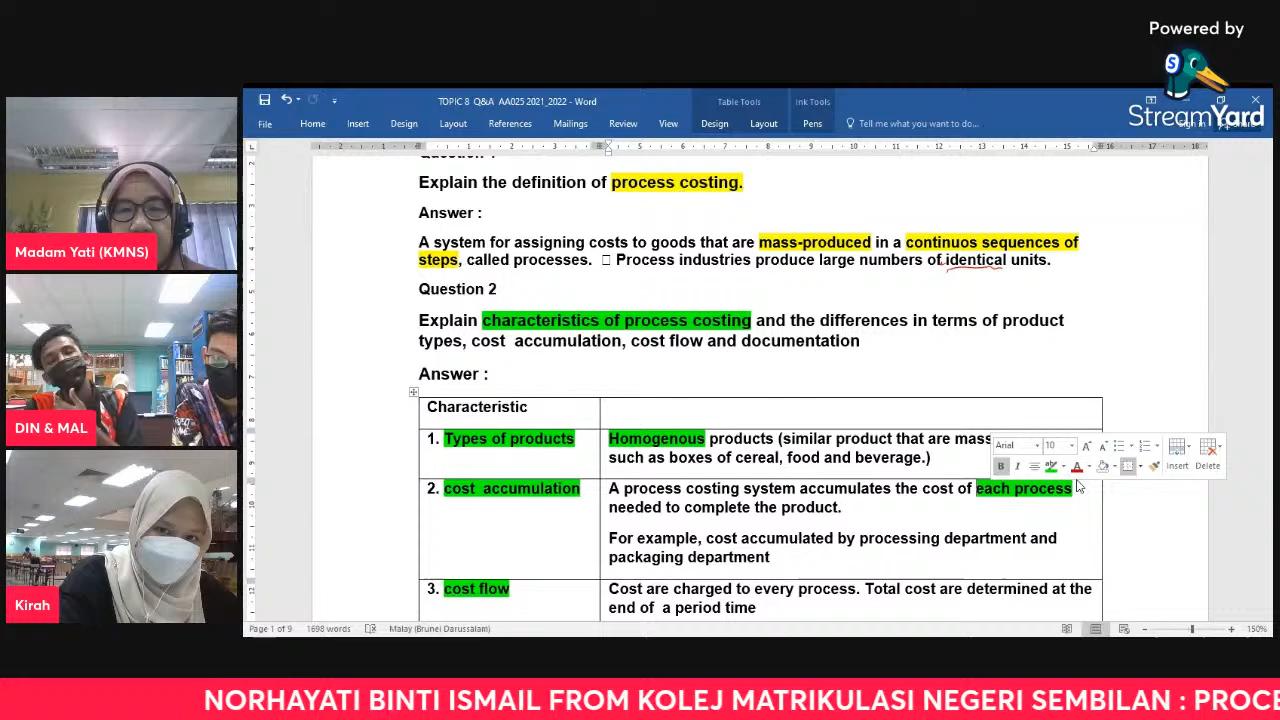 Powered by
StreamYard
TOPIC 8 Q&A AA025 2021_2022 - Word
Table Tools
Ink Tools
File
Home
Insert
Design
Layout
References
Mailings
Review
View
Design
Layout
Pens
Tell me what you want to do...
Explain the definition of process costing.
Answer :
A system for assigning costs to goods that are mass-produced in a continuos sequences of
steps, called processes. □ Process industries produce large numbers of identical units.
Question 2
Explain characteristics of process costing and the differences in terms of product
types, cost accumulation, cost flow and documentation
Answer :
Characteristic
1. Types of products
Homogenous products (similar product that are mass
such as boxes of cereal, food and beverage.)
Arial
10
Insert
Delete
2. cost accumulation
A process costing system accumulates the cost of each process
needed to complete the product.
For example, cost accumulated by processing department and
packaging department
3. cost flow
Cost are charged to every process. Total cost are determined at the
end of a period time
Page 1 of 9
1698 words
Malay (Brunei Darussalam)
150%
Madam Yati (KMNS)
DIN & MAL
Kirah
NORHAYATI BINTI ISMAIL FROM KOLEJ MATRIKULASI NEGERI SEMBILAN : PROCE